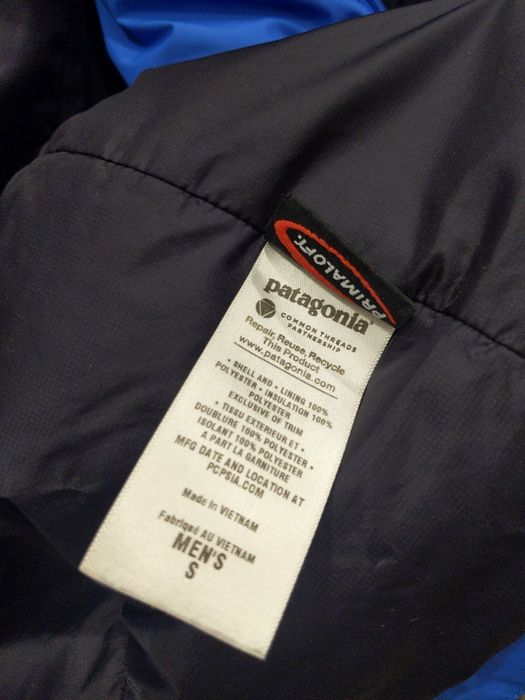 PRIMALOFT.
patagonia®
COMMON THREADS
PARTNERSHIP
Repair, Reuse, Recycle
This Product
www.patagonia.com
• SHELL AND • LINING 100%
POLYESTER • INSULATION 100%
POLYESTER
EXCLUSIVE OF TRIM
• TISSU EXTERIEUR ET •
DOUBLURE 100% POLYESTER •
ISOLANT 100% POLYESTER
A PART LA GARNITURE
MFG DATE AND LOCATION AT
PCPSIA.COM
Made in VIETNAM
Fabriqué AU VIETNAM
MEN'S
S